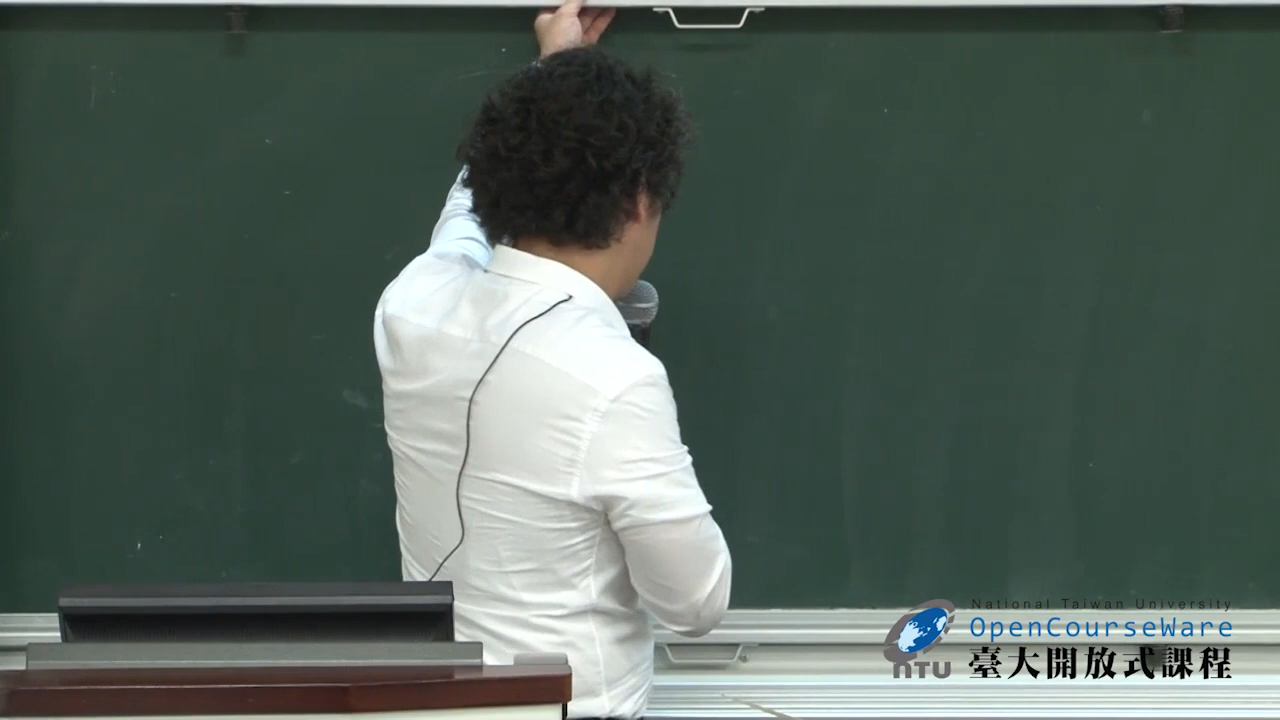 National Taiwan University
OpenCourseWare
NTU
臺大開放式課程